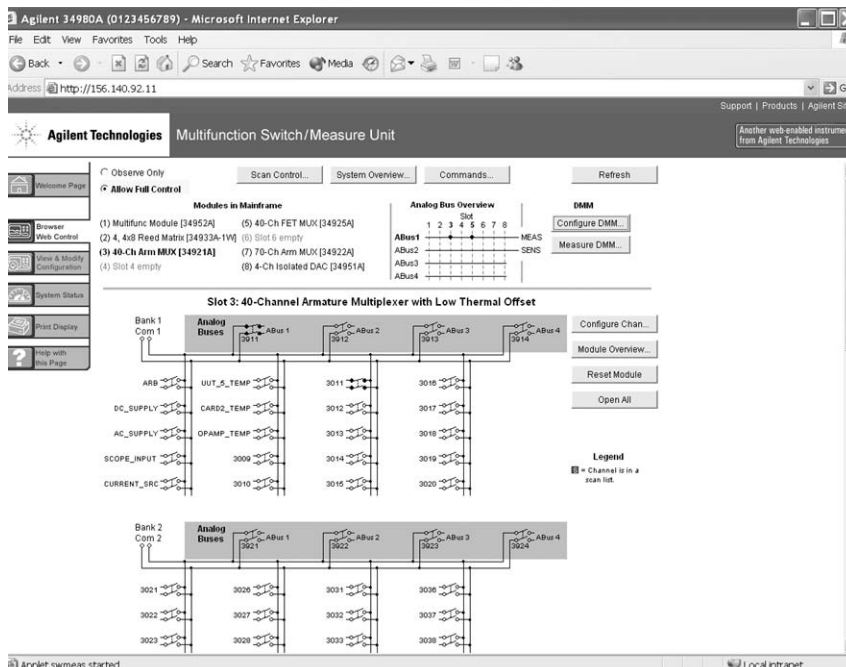 Agilent 34980A (0123456789) - Microsoft Internet Explorer
File Edit View Favorites Tools Help
Back Search Favorites Media
Address http://156.140.92.11
Support | Products | Agilent
Agilent Technologies Multifunction Switch/Measure Unit
Another web-enabled
from Agilent Technologies
Welcome Page
Browser
Web Control
View & Modify
Configuration
System Status
Print Display
Help with
this Page
Observe Only
Allow Full Control
Scan Control... System Overview... Commands... Refresh
Modules in Mainframe
(1) Multifunc Module [34952A]
(2) 4, 4x8 Reed Matrix [34933A-1W]
(3) 40-Ch Arm MUX [34921A]
(4) Slot 4 empty
(5) 40-Ch FET MUX [34925A]
(6) Slot 6 empty
(7) 70-Ch Arm MUX [34922A]
(8) 4-Ch Isolated DAC [34951A]
Analog Bus Overview
Slot
1 2 3 4 5 6 7 8
ABus1 MEAS
ABus2 SENS
ABus3
ABus4
DMM
Configure DMM...
Measure DMM...
Slot 3: 40-Channel Armature Multiplexer with Low Thermal Offset
Bank 1
Com 1
Analog
Buses
ABus 1 ABus 2 ABus 3 ABus 4
3911 3912 3913 3914
ARB UUT_5_TEMP 3011 3016
DC_SUPPLY CARD2_TEMP 3012 3017
AC_SUPPLY OPAMP_TEMP 3013 3018
SCOPE_INPUT 3009 3014 3019
CURRENT_SRC 3010 3015 3020
Configure Chan...
Module Overview...
Reset Module
Open All
Legend
= Channel is in a
scan list.
Bank 2
Com 2
Analog
Buses
ABus 1 ABus 2 ABus 3 ABus 4
3921 3922 3923 3924
3021 3026 3031 3036
3022 3027 3032 3037
3023 3028 3033 3038
Applet swmeas started Local intranet